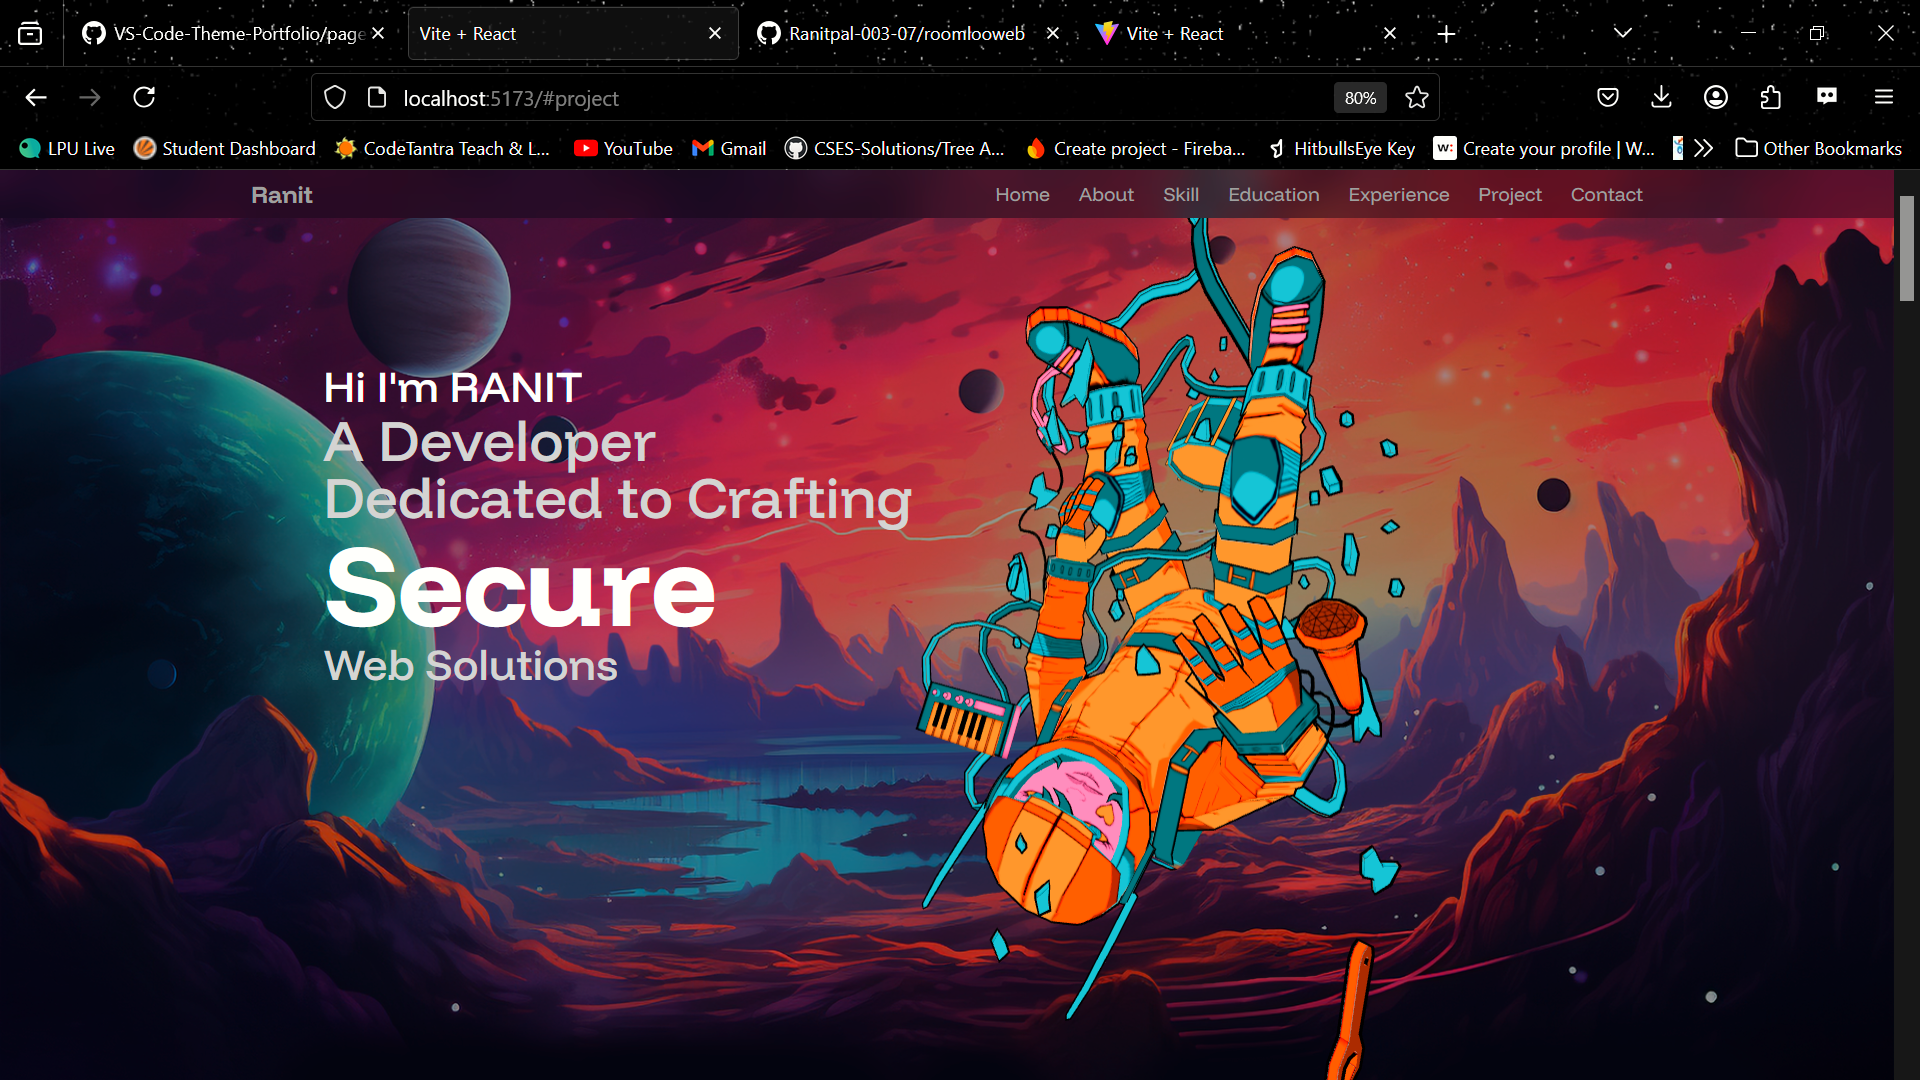 VS-Code-Theme-Portfolio/page
Vite + React
Ranitpal-003-07/roomlooweb
Vite + React
localhost:5173/#project
80%
LPU Live
Student Dashboard
CodeTantra Teach & L...
YouTube
Gmail
CSES-Solutions/Tree A...
Create project - Fireba...
HitbullsEye Key
w:
Create your profile | W...
Other Bookmarks
Ranit
Home
About
Skill
Education
Experience
Project
Contact
Hi I'm RANIT
A Developer
Dedicated to Crafting
Secure
Web Solutions